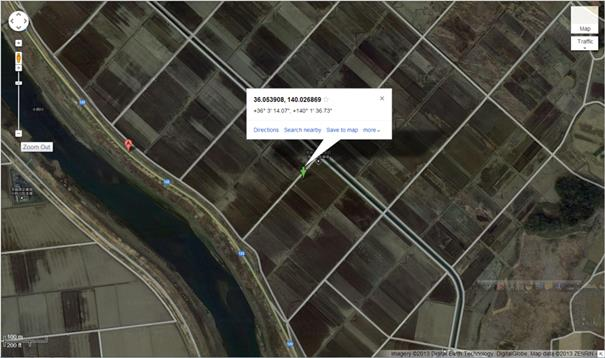 Map
Traffic
36.053908, 140.026869
+36° 3' 14.07", +140° 1' 36.73"
Directions Search nearby Save to map more
Zoom Out
100 m
200 ft
Imagery ©2013 Digital Earth Technology, DigitalGlobe, Map data ©2013 ZENRIN